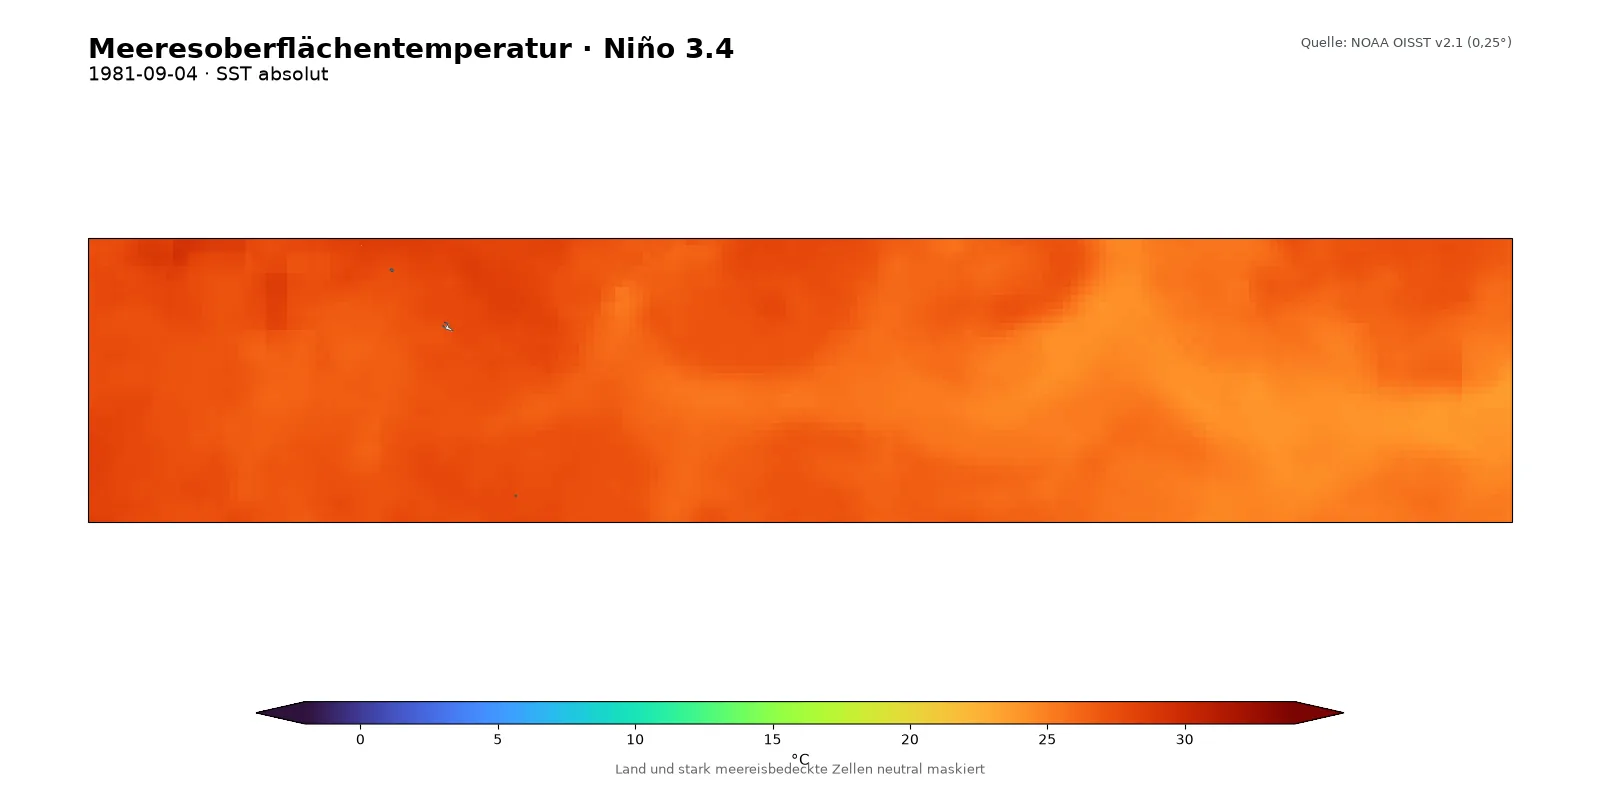 Meeresoberflächentemperatur · Niño 3.4
1981-09-04 · SST absolut
Quelle: NOAA OISST v2.1 (0,25°)
0 5 10 15 20 25 30
°C
Land und stark meereisbedeckte Zellen neutral maskiert